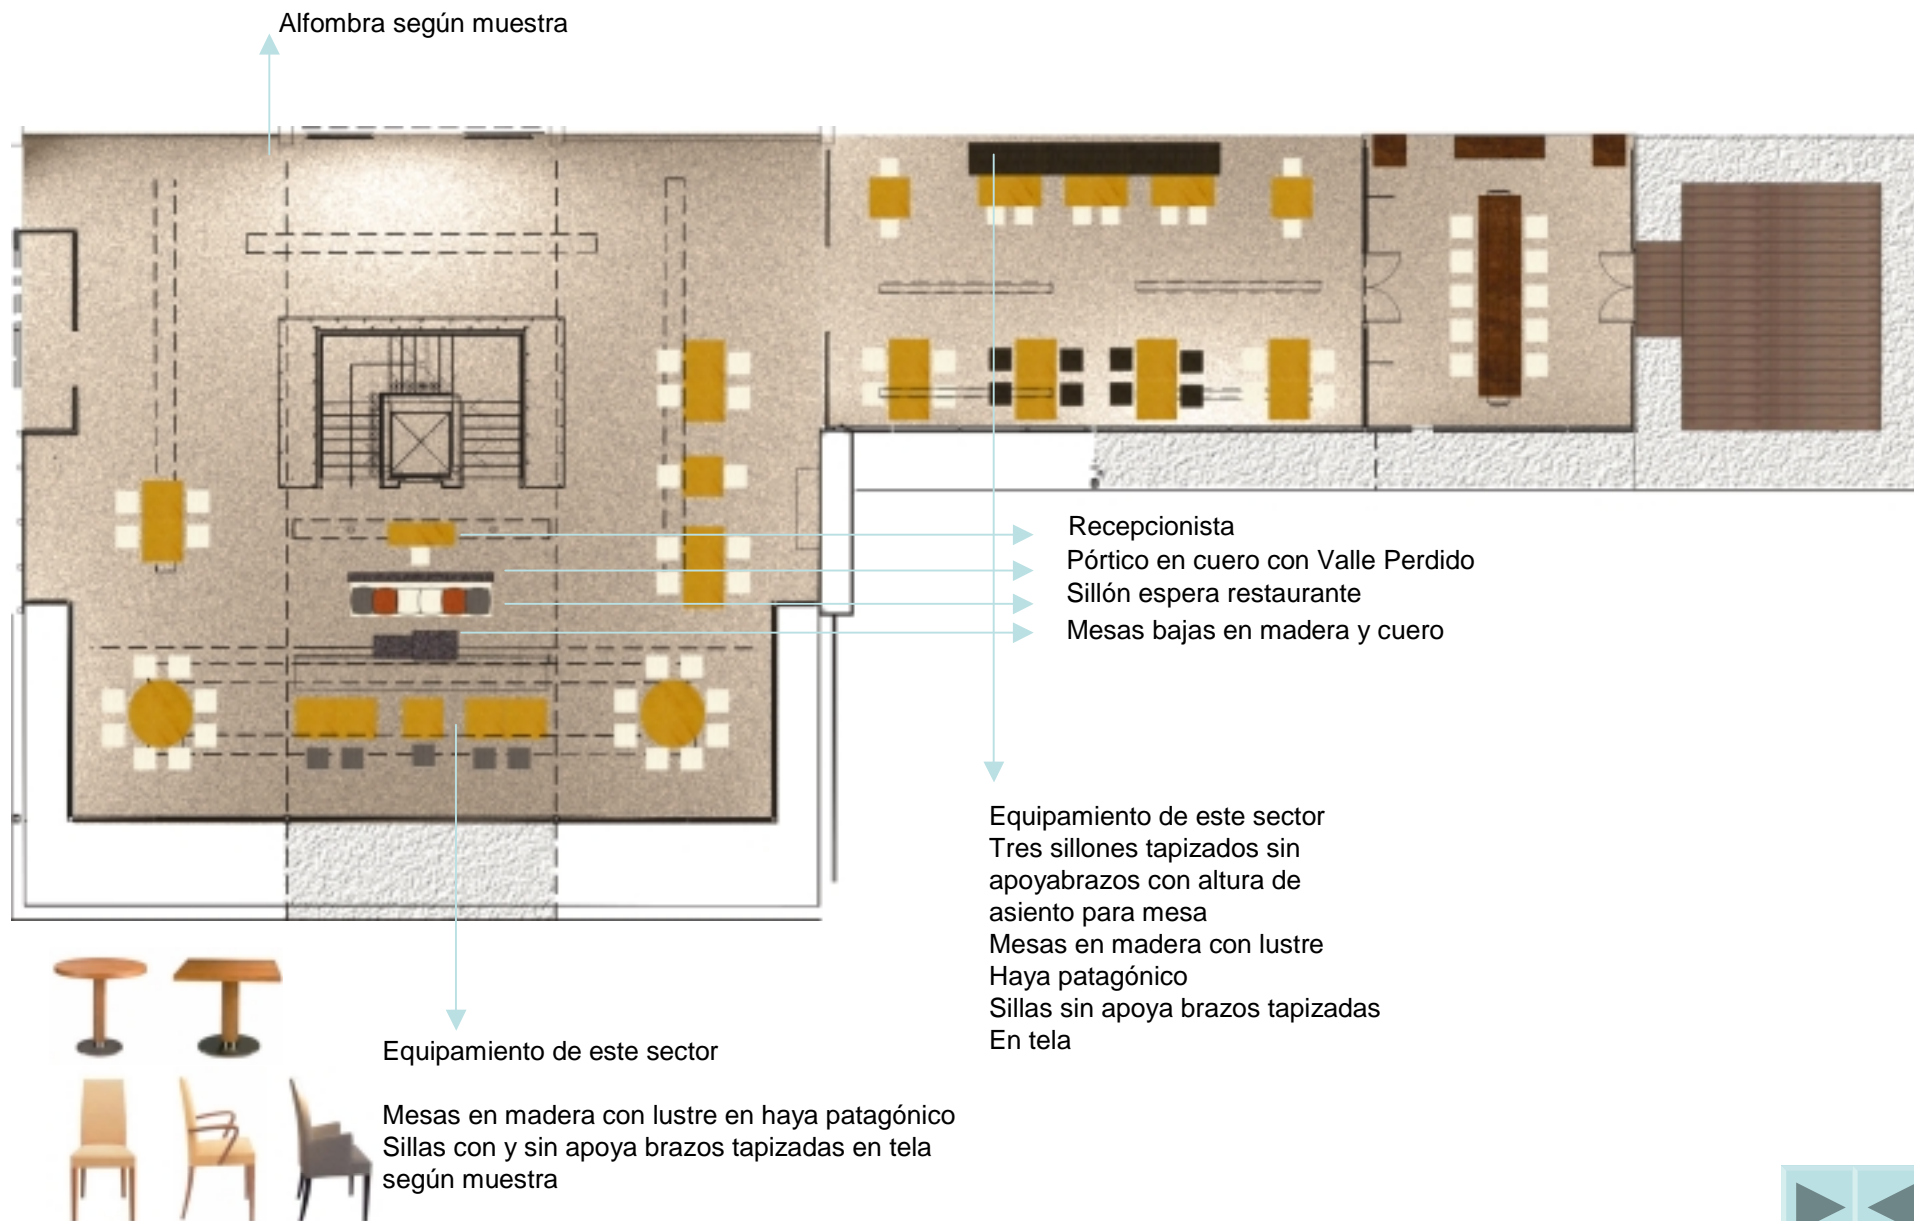 Alfombra según muestra
Recepcionista
Pórtico en cuero con Valle Perdido
Sillón espera restaurante
Mesas bajas en madera y cuero
Equipamiento de este sector
Tres sillones tapizados sin
apoyabrazos con altura de
asiento para mesa
Mesas en madera con lustre
Haya patagónico
Sillas sin apoya brazos tapizadas
En tela
Equipamiento de este sector
Mesas en madera con lustre en haya patagónico
Sillas con y sin apoya brazos tapizadas en tela
según muestra